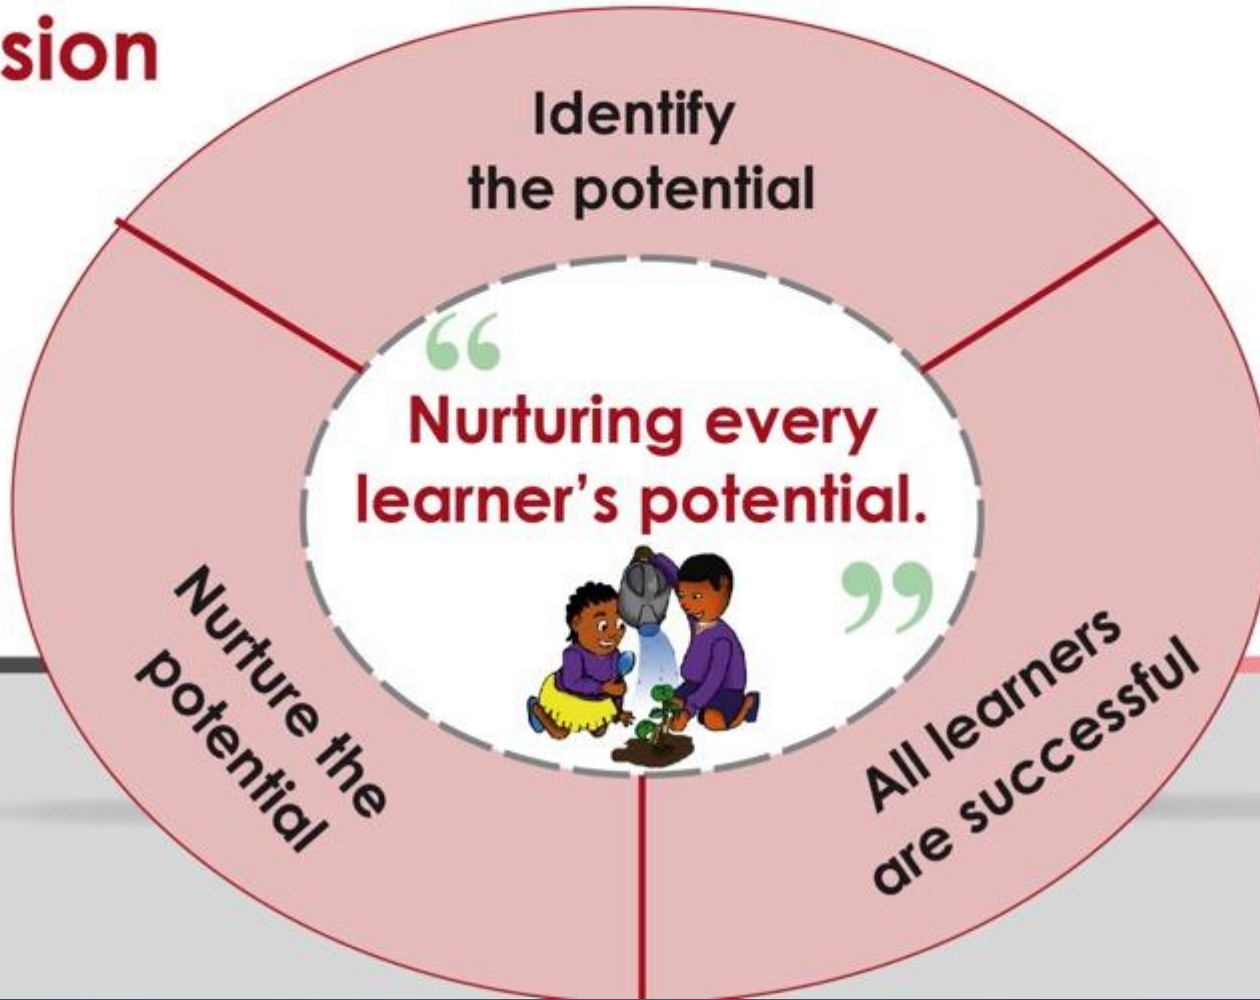 sion
Identify
the potential
“
Nurturing every
learner’s potential.
”
Nurture the
potential
All learners
are successful